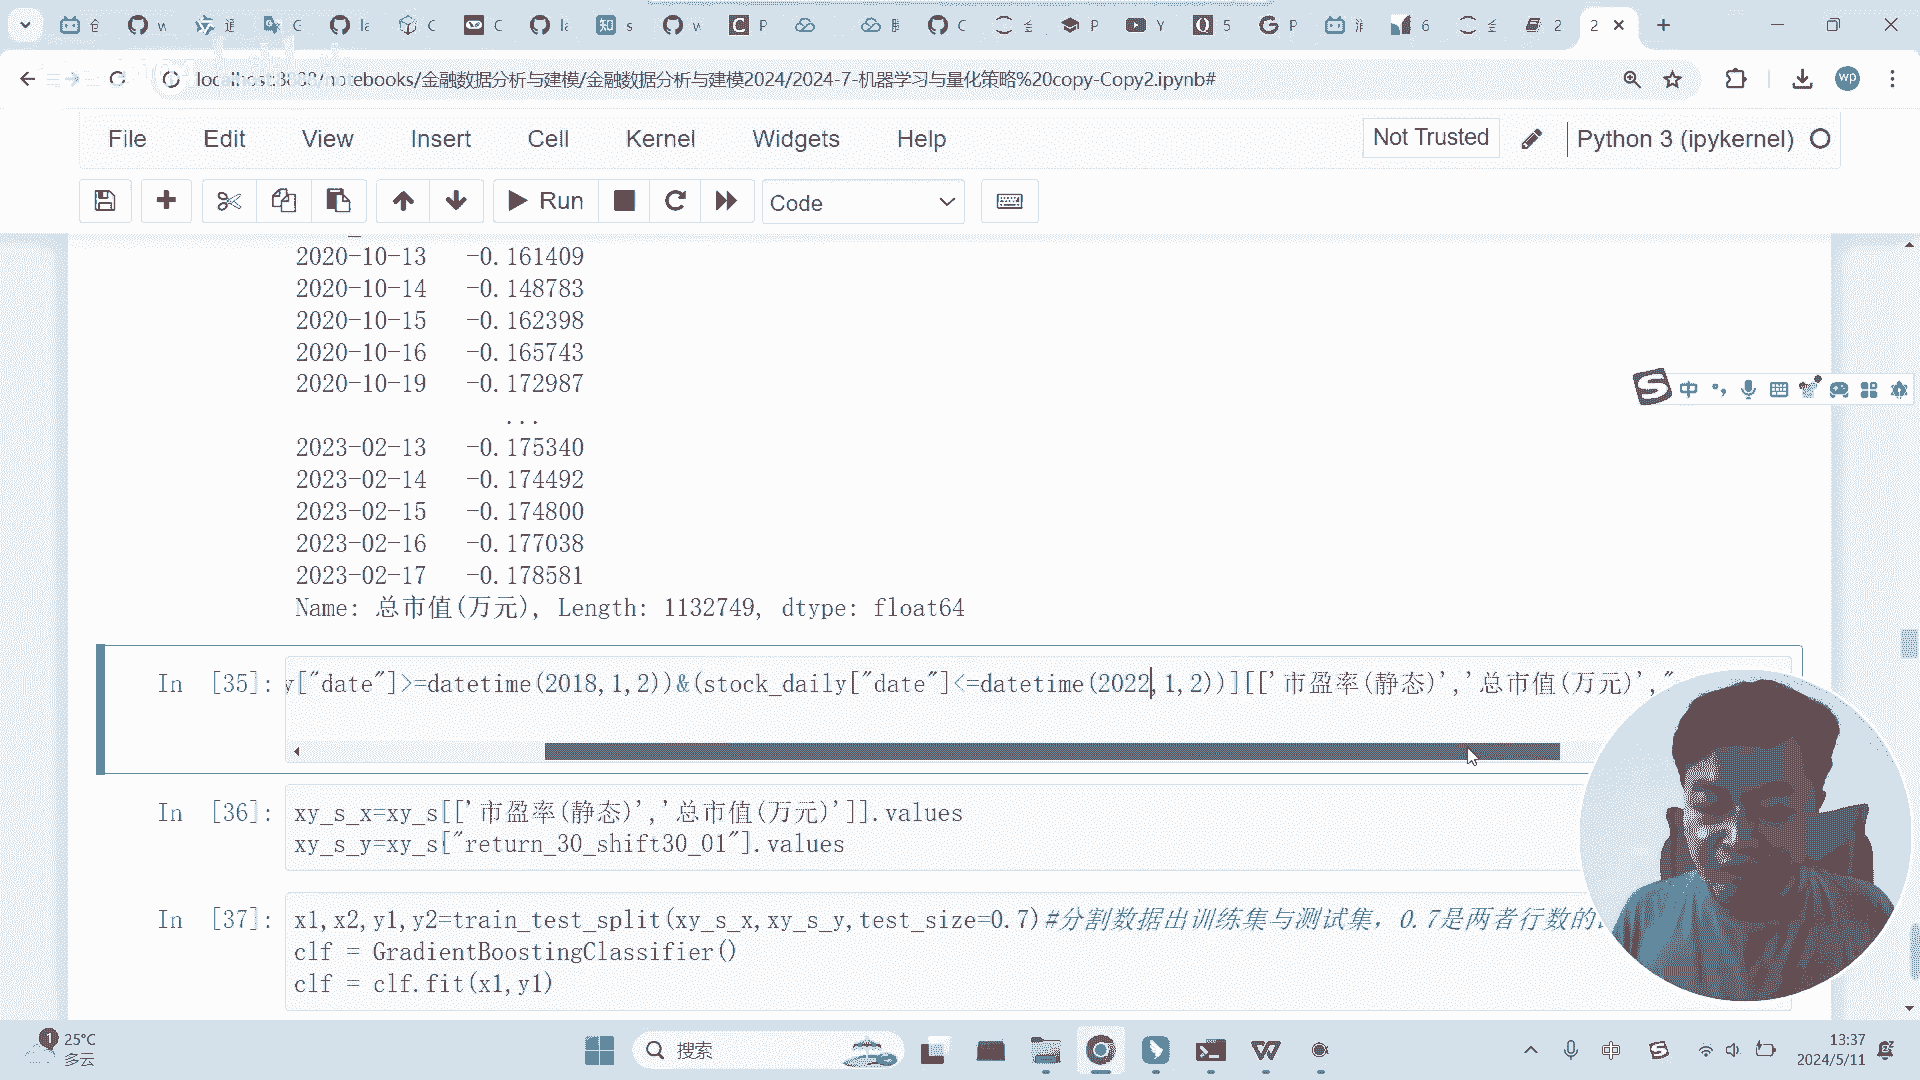 localhost:8888/notebooks/金融数据分析与建模/金融数据分析与建模2024/2024-7-机器学习与量化策略%20copy-Copy2.ipynb#
wp
File Edit View Insert Cell Kernel Widgets Help
Not Trusted
Python 3 (ipykernel)
Run
Code
2020-10-13 -0.161409
2020-10-14 -0.148783
2020-10-15 -0.162398
2020-10-16 -0.165743
2020-10-19 -0.172987
...
2023-02-13 -0.175340
2023-02-14 -0.174492
2023-02-15 -0.174800
2023-02-16 -0.177038
2023-02-17 -0.178581
Name: 总市值(万元), Length: 1132749, dtype: float64
In [35]: y["date"]>=datetime(2018,1,2))&(stock_daily["date"]<=datetime(2022,1,2))][['市盈率(静态)','总市值(万元)',"
In [36]: xy_s_x=xy_s[['市盈率(静态)','总市值(万元)']].values
xy_s_y=xy_s["return_30_shift30_01"].values
In [37]: x1,x2,y1,y2=train_test_split(xy_s_x,xy_s_y,test_size=0.7)#分割数据出训练集与测试集，0.7是两者行数的
clf = GradientBoostingClassifier()
clf = clf.fit(x1,y1)
中
1
25°C
多云
搜索
中
13:37
2024/5/11